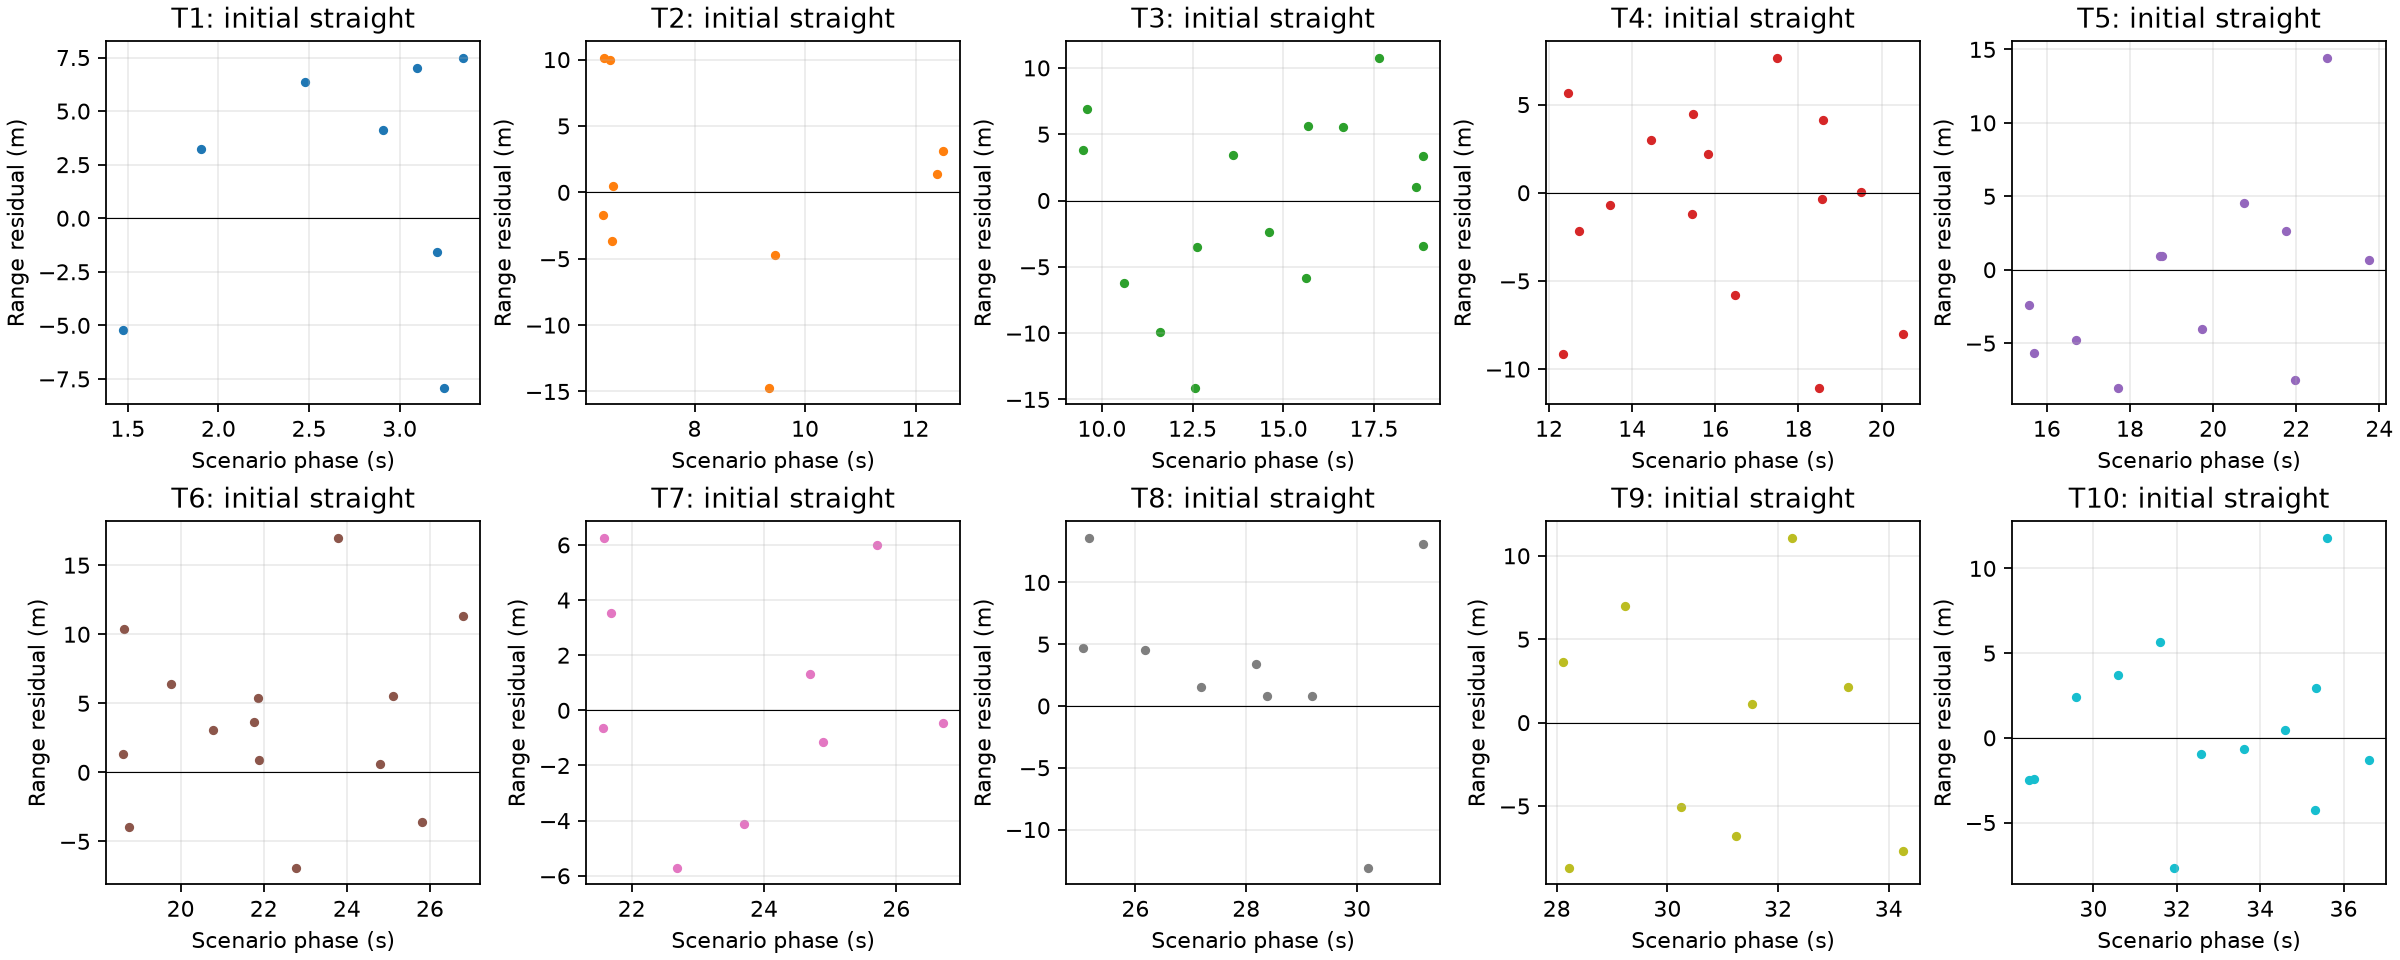 T1: initial straight
T2: initial straight
T3: initial straight
T4: initial straight
T5: initial straight
Range residual (m)
7.5
5.0
2.5
0.0
−2.5
−5.0
−7.5
1.5 2.0 2.5 3.0
Scenario phase (s)
Range residual (m)
10
5
0
−5
−10
−15
8 10 12
Scenario phase (s)
Range residual (m)
10
5
0
−5
−10
−15
10.0 12.5 15.0 17.5
Scenario phase (s)
Range residual (m)
5
0
−5
−10
12 14 16 18 20
Scenario phase (s)
Range residual (m)
15
10
5
0
−5
16 18 20 22 24
Scenario phase (s)
T6: initial straight
T7: initial straight
T8: initial straight
T9: initial straight
T10: initial straight
Range residual (m)
15
10
5
0
−5
20 22 24 26
Scenario phase (s)
Range residual (m)
6
4
2
0
−2
−4
−6
22 24 26
Scenario phase (s)
Range residual (m)
10
5
0
−5
−10
26 28 30
Scenario phase (s)
Range residual (m)
10
5
0
−5
28 30 32 34
Scenario phase (s)
Range residual (m)
10
5
0
−5
30 32 34 36
Scenario phase (s)